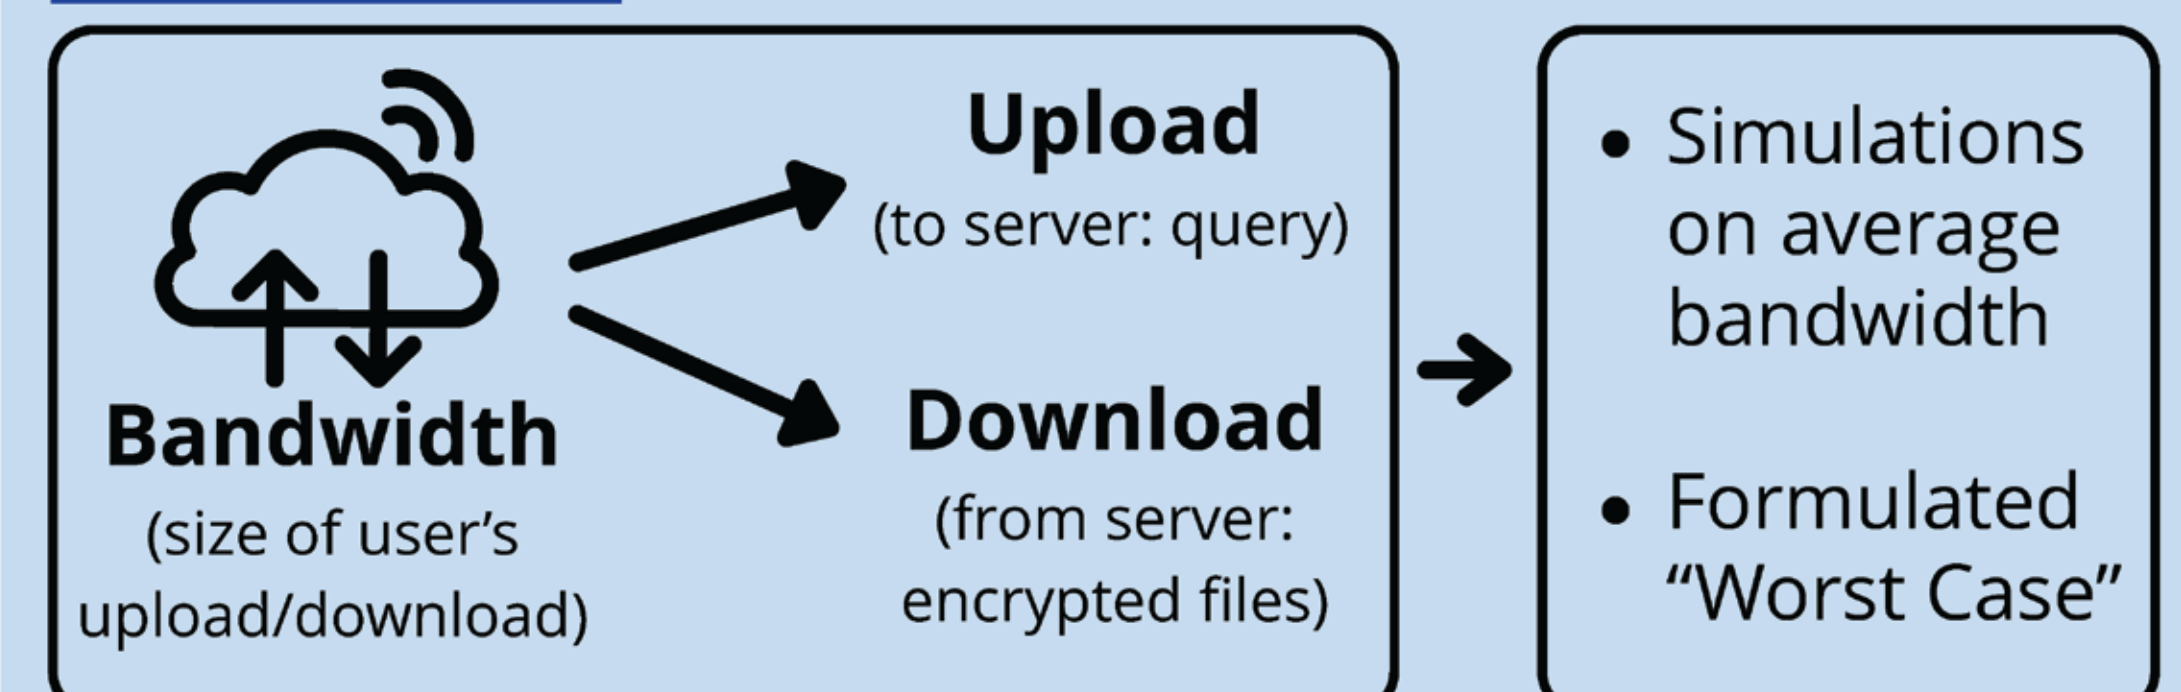 Bandwidth
(size of user’s
upload/download)
Upload
(to server: query)
Download
(from server:
encrypted files)
• Simulations
on average
bandwidth
• Formulated
“Worst Case”